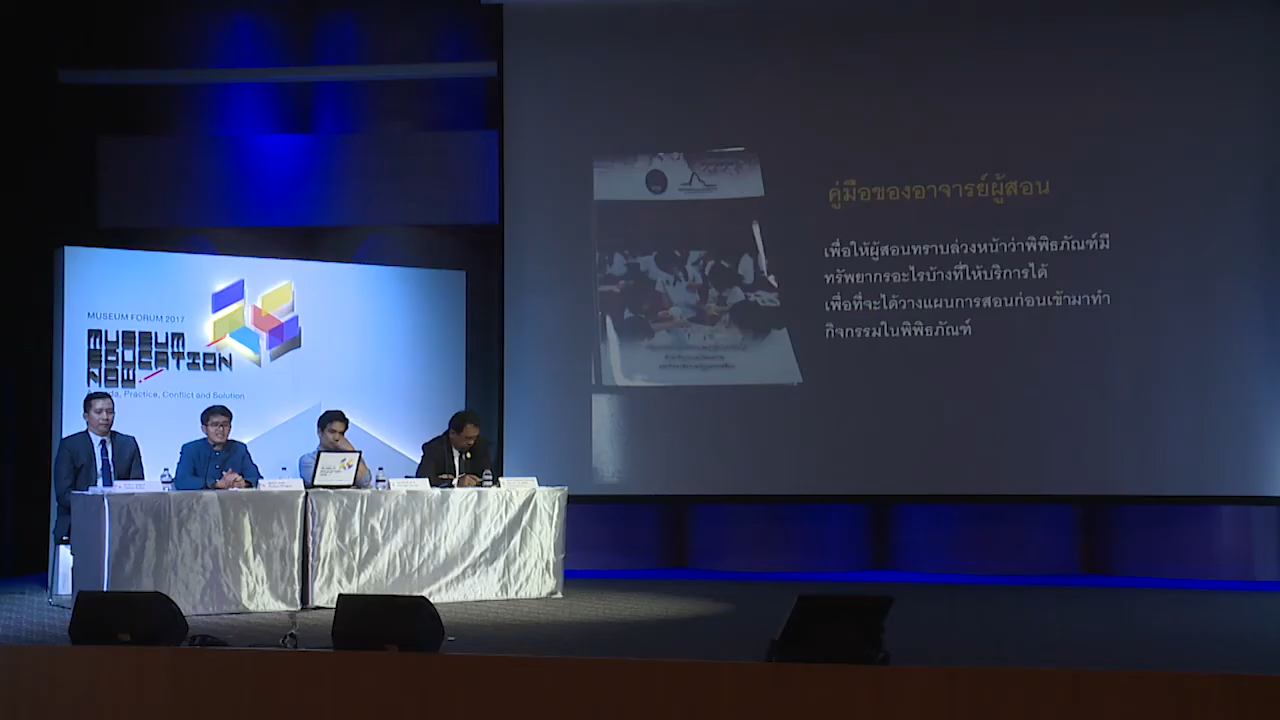 MUSEUM FORUM 2017
MUSEUM
EDUCATION
NOW
Agenda, Practice, Conflict and Solution
คู่มือของอาจารย์ผู้สอน
เพื่อให้ผู้สอนทราบล่วงหน้าว่าพิพิธภัณฑ์มี
ทรัพยากรอะไรบ้างที่ให้บริการได้
เพื่อที่จะได้วางแผนการสอนก่อนเข้ามาทำ
กิจกรรมในพิพิธภัณฑ์